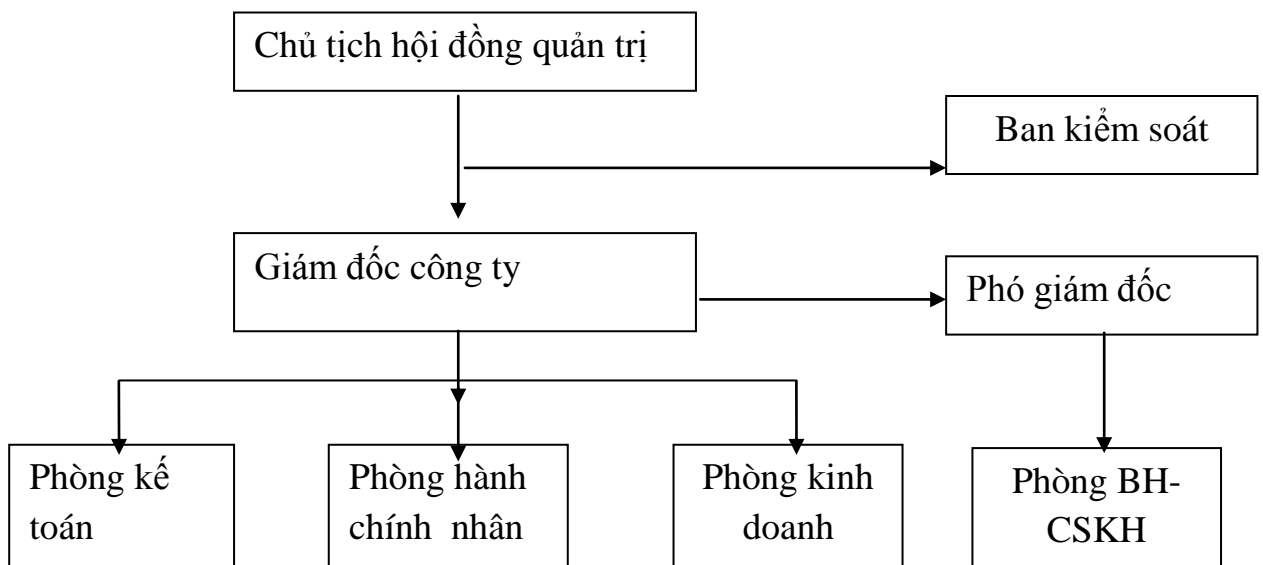 Chủ tịch hội đồng quản trị
Ban kiểm soát
Giám đốc công ty
Phó giám đốc
Phòng kế
toán
Phòng hành
chính nhân
Phòng kinh
doanh
Phòng BH-
CSKH